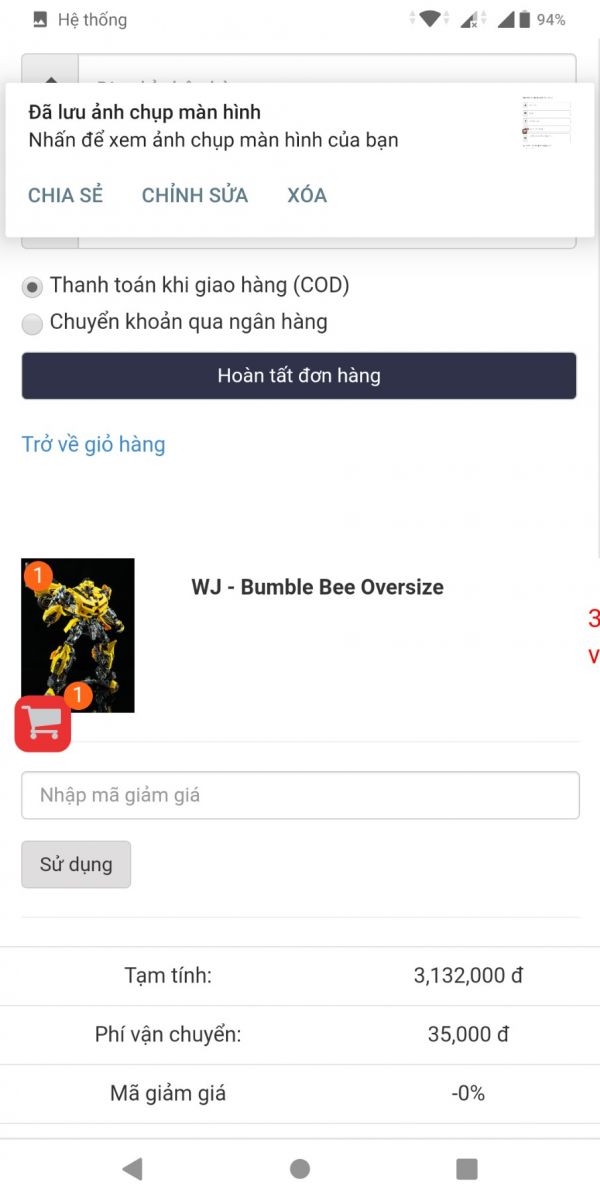 Hệ thống
94%
Đã lưu ảnh chụp màn hình
Nhấn để xem ảnh chụp màn hình của bạn
CHIA SẺ CHỈNH SỬA XÓA
Thanh toán khi giao hàng (COD)
Chuyển khoản qua ngân hàng
Hoàn tất đơn hàng
Trở về giỏ hàng
1
WJ - Bumble Bee Oversize
3
v
1
Nhập mã giảm giá
Sử dụng
Tạm tính: 3,132,000 đ
Phí vận chuyển: 35,000 đ
Mã giảm giá -0%